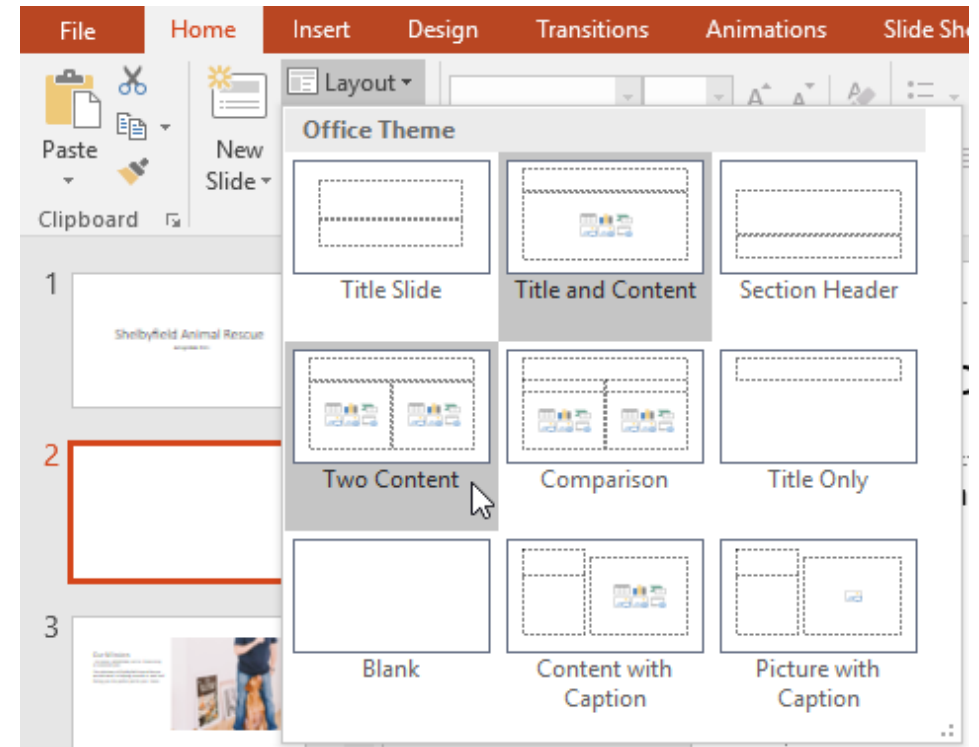 File Home Insert Design Transitions Animations Slide Sho
Layout
Paste
New
Slide
Clipboard
Office Theme
Title Slide
Title and Content
Section Header
Two Content
Comparison
Title Only
Blank
Content with
Caption
Picture with
Caption
1
Shelbyfield Animal Rescue
2
3
Our Mission